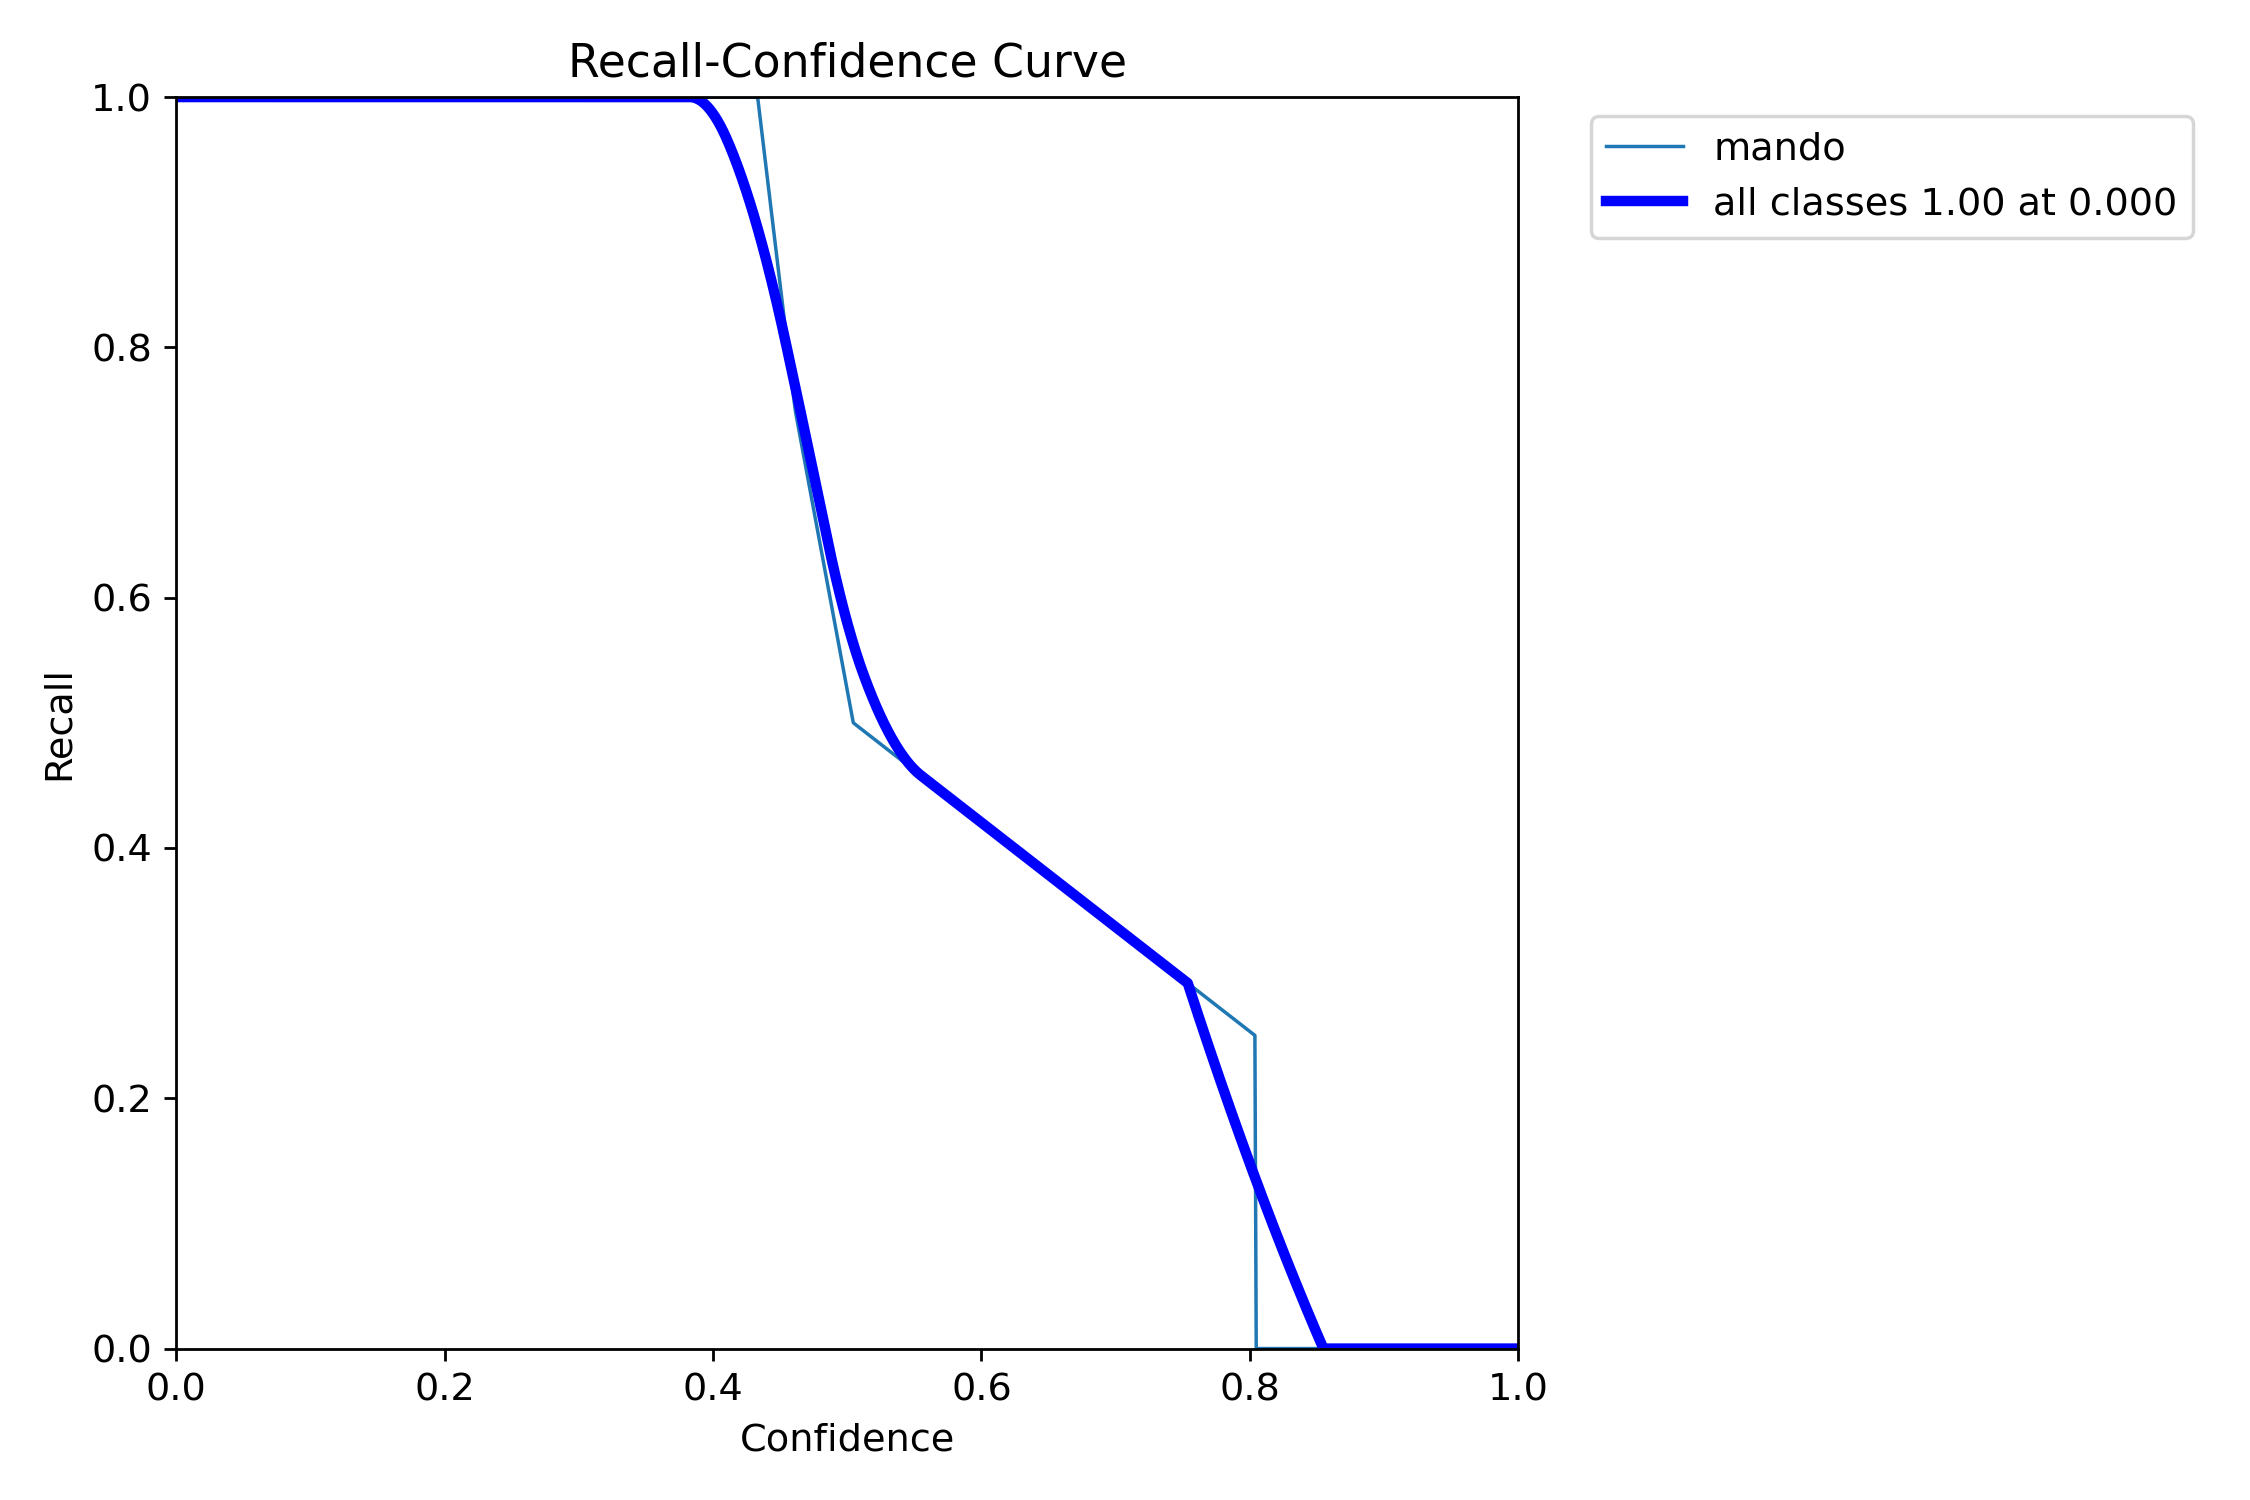 Recall-Confidence Curve
1.0
0.8
0.6
0.4
0.2
0.0
Recall
0.0 0.2 0.4 0.6 0.8 1.0
Confidence
mando
all classes 1.00 at 0.000